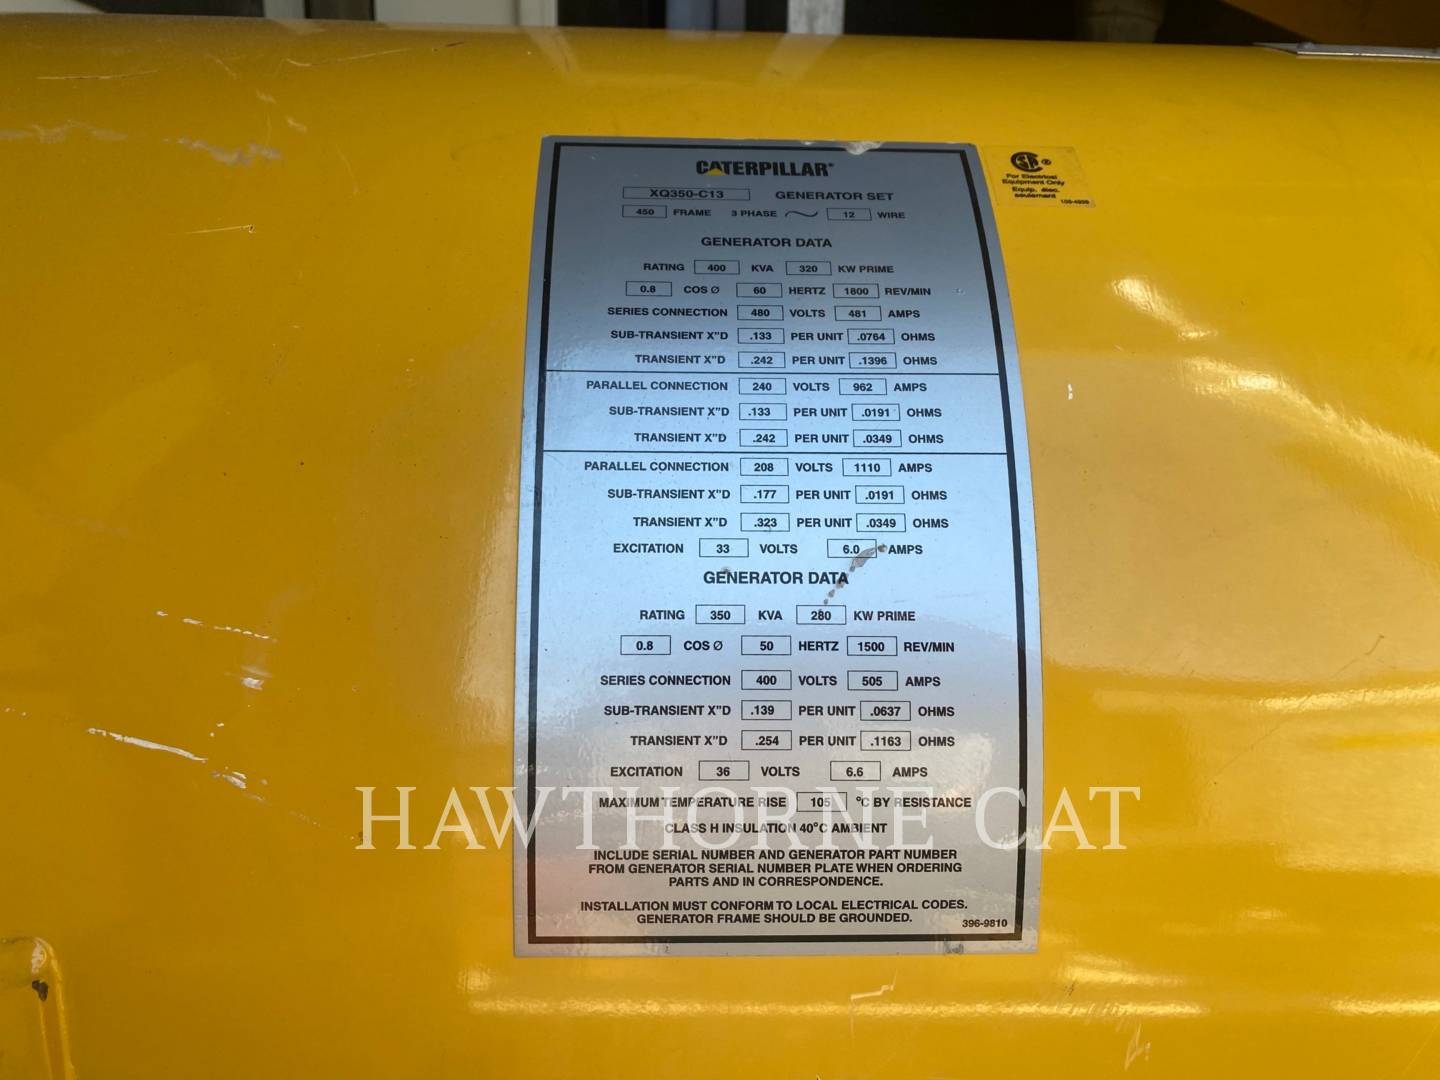 CATERPILLAR®
XQ350-C13 GENERATOR SET
450 FRAME 3 PHASE 12 WIRE
GENERATOR DATA
RATING 400 KVA 320 KW PRIME
0.8 COS Ø 60 HERTZ 1800 REV/MIN
SERIES CONNECTION 480 VOLTS 481 AMPS
SUB-TRANSIENT X"D .133 PER UNIT .0764 OHMS
TRANSIENT X"D .242 PER UNIT .1396 OHMS
PARALLEL CONNECTION 240 VOLTS 962 AMPS
SUB-TRANSIENT X"D .133 PER UNIT .0191 OHMS
TRANSIENT X"D .242 PER UNIT .0349 OHMS
PARALLEL CONNECTION 208 VOLTS 1110 AMPS
SUB-TRANSIENT X"D .177 PER UNIT .0191 OHMS
TRANSIENT X"D .323 PER UNIT .0349 OHMS
EXCITATION 33 VOLTS 6.0 AMPS
GENERATOR DATA
RATING 350 KVA 280 KW PRIME
0.8 COS Ø 50 HERTZ 1500 REV/MIN
SERIES CONNECTION 400 VOLTS 505 AMPS
SUB-TRANSIENT X"D .139 PER UNIT .0637 OHMS
TRANSIENT X"D .254 PER UNIT .1163 OHMS
EXCITATION 36 VOLTS 6.6 AMPS
MAXIMUM TEMPERATURE RISE 105 °C BY RESISTANCE
CLASS H INSULATION 40°C AMBIENT
INCLUDE SERIAL NUMBER AND GENERATOR PART NUMBER
FROM GENERATOR SERIAL NUMBER PLATE WHEN ORDERING
PARTS AND IN CORRESPONDENCE.
INSTALLATION MUST CONFORM TO LOCAL ELECTRICAL CODES.
GENERATOR FRAME SHOULD BE GROUNDED.
396-9810
®
For Electrical
Equipment Only
Equip. élec.
seulement
HAWTHORNE CAT